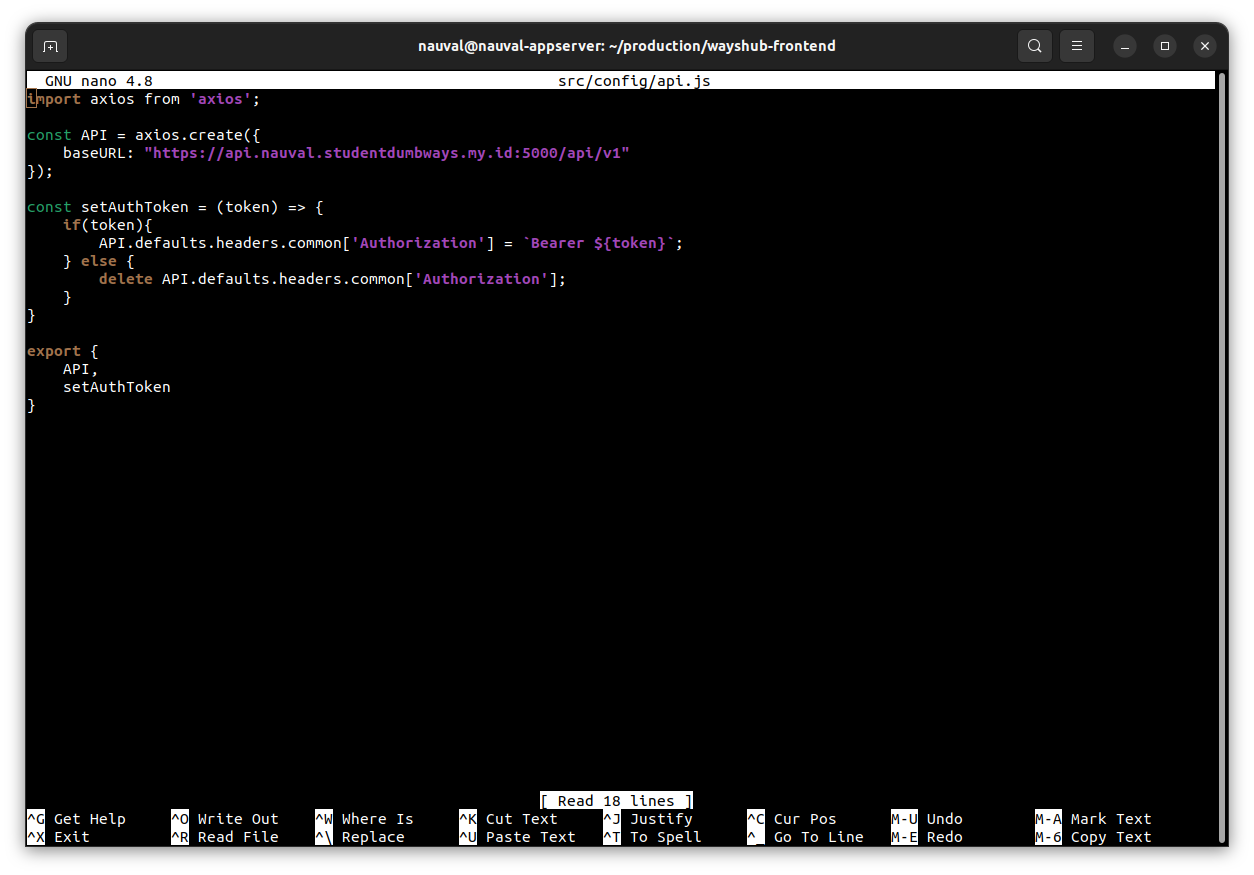 nauval@nauval-appserver: ~/production/wayshub-frontend
GNU nano 4.8 src/config/api.js
import axios from 'axios';

const API = axios.create({
    baseURL: "https://api.nauval.studentdumbways.my.id:5000/api/v1"
});

const setAuthToken = (token) => {
    if(token){
        API.defaults.headers.common['Authorization'] = `Bearer ${token}`;
    } else {
        delete API.defaults.headers.common['Authorization'];
    }
}

export {
    API,
    setAuthToken
}
[ Read 18 lines ]
^G Get Help ^O Write Out ^W Where Is ^K Cut Text ^J Justify ^C Cur Pos M-U Undo M-A Mark Text
^X Exit ^R Read File ^\ Replace ^U Paste Text ^T To Spell ^_ Go To Line M-E Redo M-6 Copy Text